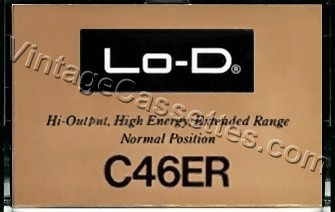 Lo-D®
Hi-Output, High Energy, Extended Range
Normal Position
C46ER
VintageCassettes.com